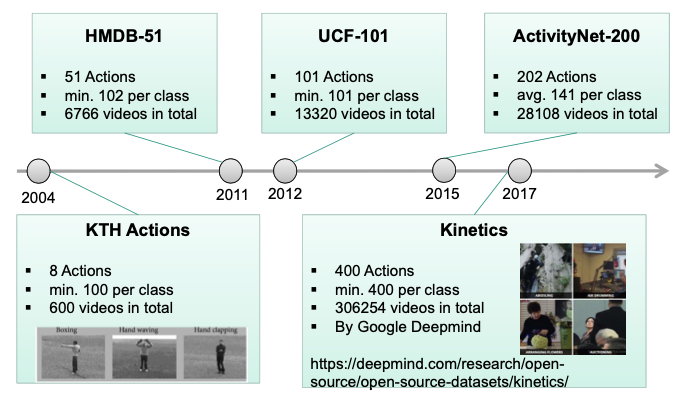 HMDB-51
▪ 51 Actions
▪ min. 102 per class
▪ 6766 videos in total
UCF-101
▪ 101 Actions
▪ min. 101 per class
▪ 13320 videos in total
ActivityNet-200
▪ 202 Actions
▪ avg. 141 per class
▪ 28108 videos in total
2004
2011
2012
2015
2017
KTH Actions
▪ 8 Actions
▪ min. 100 per class
▪ 600 videos in total
Boxing
Hand waving
Hand clapping
Kinetics
▪ 400 Actions
▪ min. 400 per class
▪ 306254 videos in total
▪ By Google Deepmind
ABSEILING
AIR DRUMMING
ARRANGING FLOWERS
AUCTIONING
https://deepmind.com/research/open-
source/open-source-datasets/kinetics/